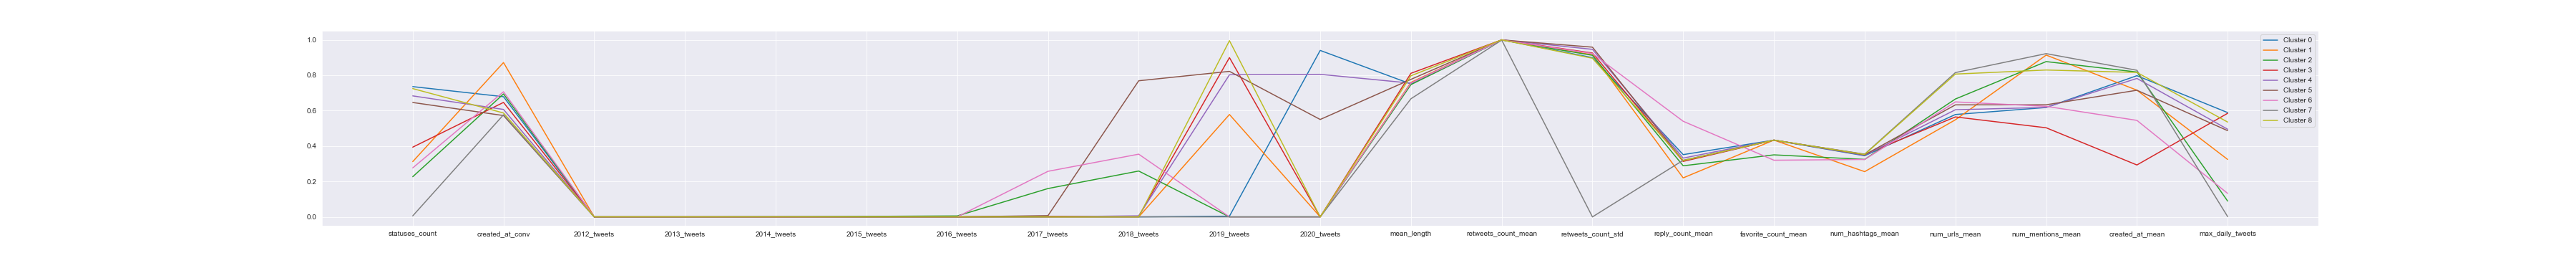 1.0
0.8
0.6
0.4
0.2
0.0
statuses_count created_at_conv 2012_tweets 2013_tweets 2014_tweets 2015_tweets 2016_tweets 2017_tweets 2018_tweets 2019_tweets 2020_tweets mean_length retweets_count_mean retweets_count_std reply_count_mean favorite_count_mean num_hashtags_mean num_urls_mean num_mentions_mean created_at_mean max_daily_tweets
Cluster 0
Cluster 1
Cluster 2
Cluster 3
Cluster 4
Cluster 5
Cluster 6
Cluster 7
Cluster 8